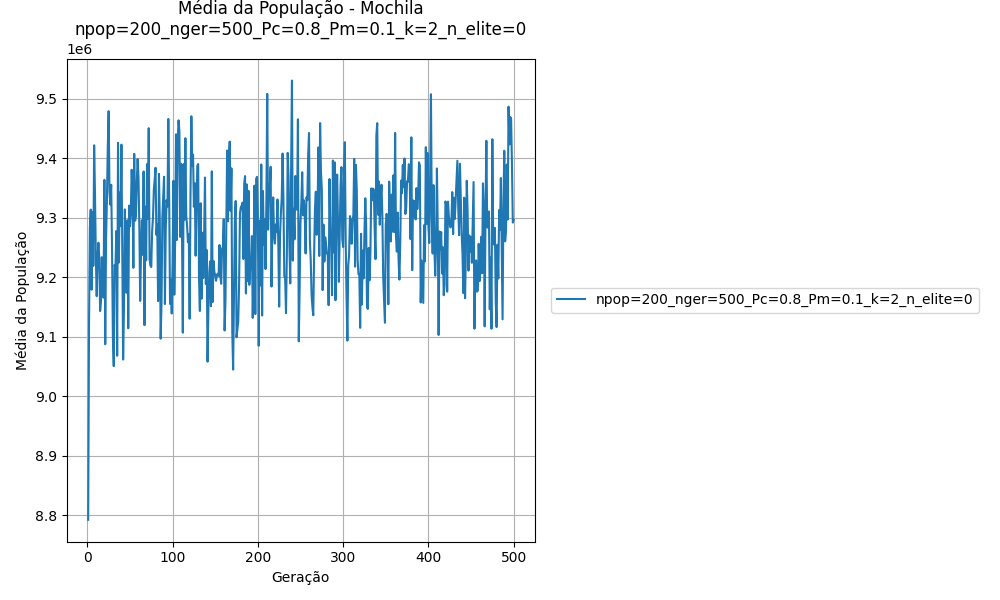 Média da População - Mochila
npop=200_nger=500_Pc=0.8_Pm=0.1_k=2_n_elite=0
1e6
9.5
9.4
9.3
9.2
9.1
9.0
8.9
8.8
Média da População
0 100 200 300 400 500
Geração
npop=200_nger=500_Pc=0.8_Pm=0.1_k=2_n_elite=0